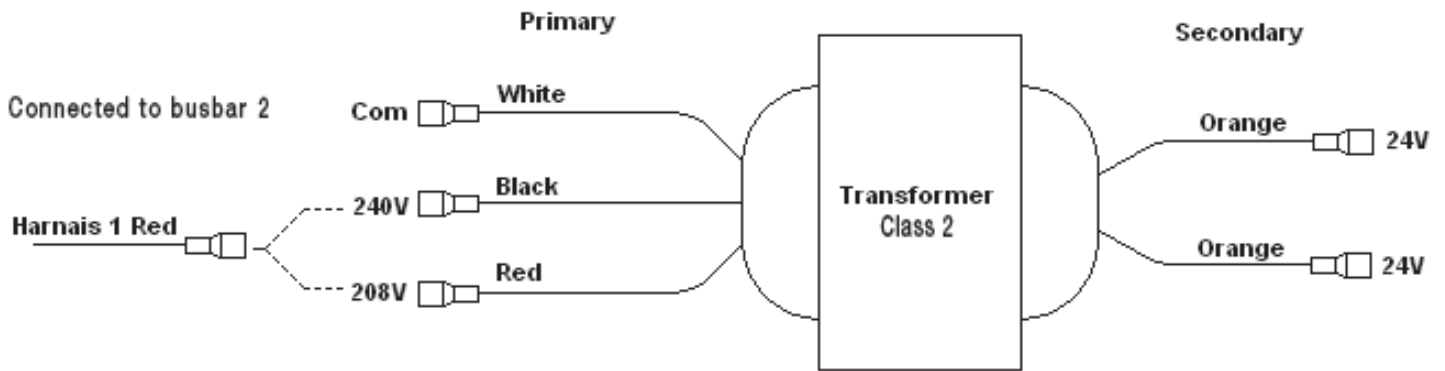 Primary
Secondary
Connected to busbar 2
Com
White
Orange
24V
240V
Black
Transformer
Class 2
Harnais 1 Red
208V
Red
Orange
24V